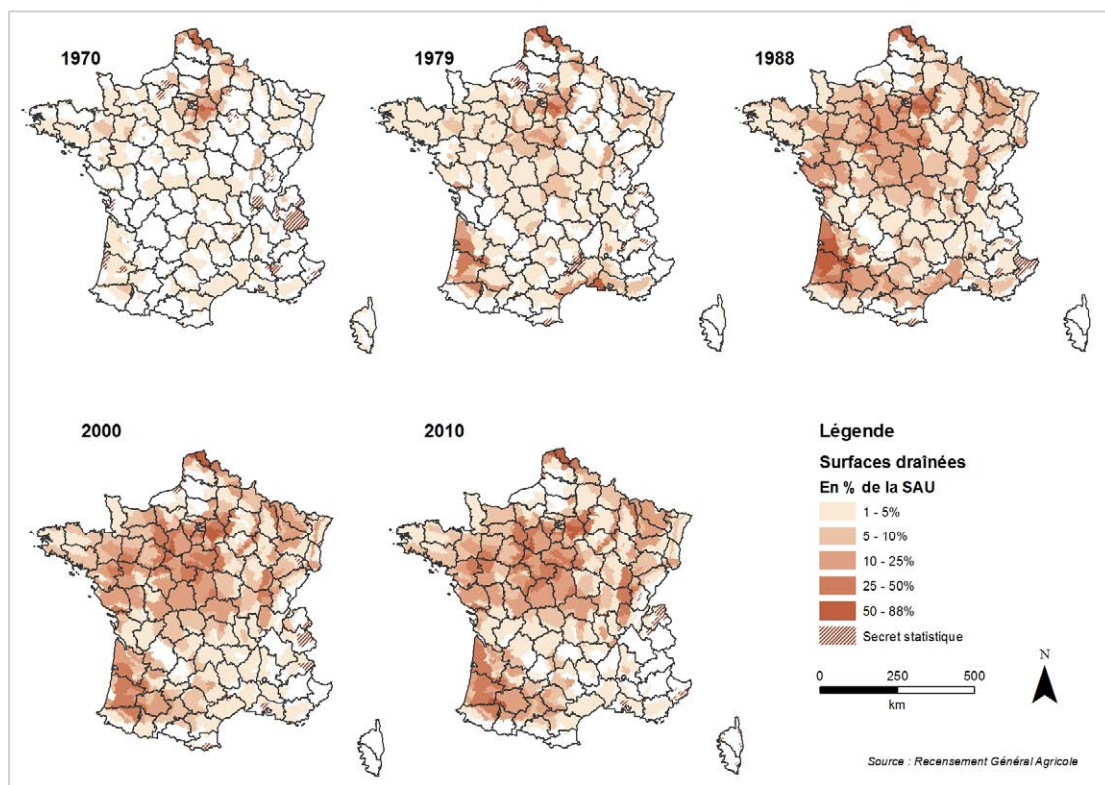 1970
1979
1988
2000
2010
Légende
Surfaces draînées
En % de la SAU
1 - 5%
5 - 10%
10 - 25%
25 - 50%
50 - 88%
Secret statistique
N
0 250 500
km
Source : Recensement Général Agricole